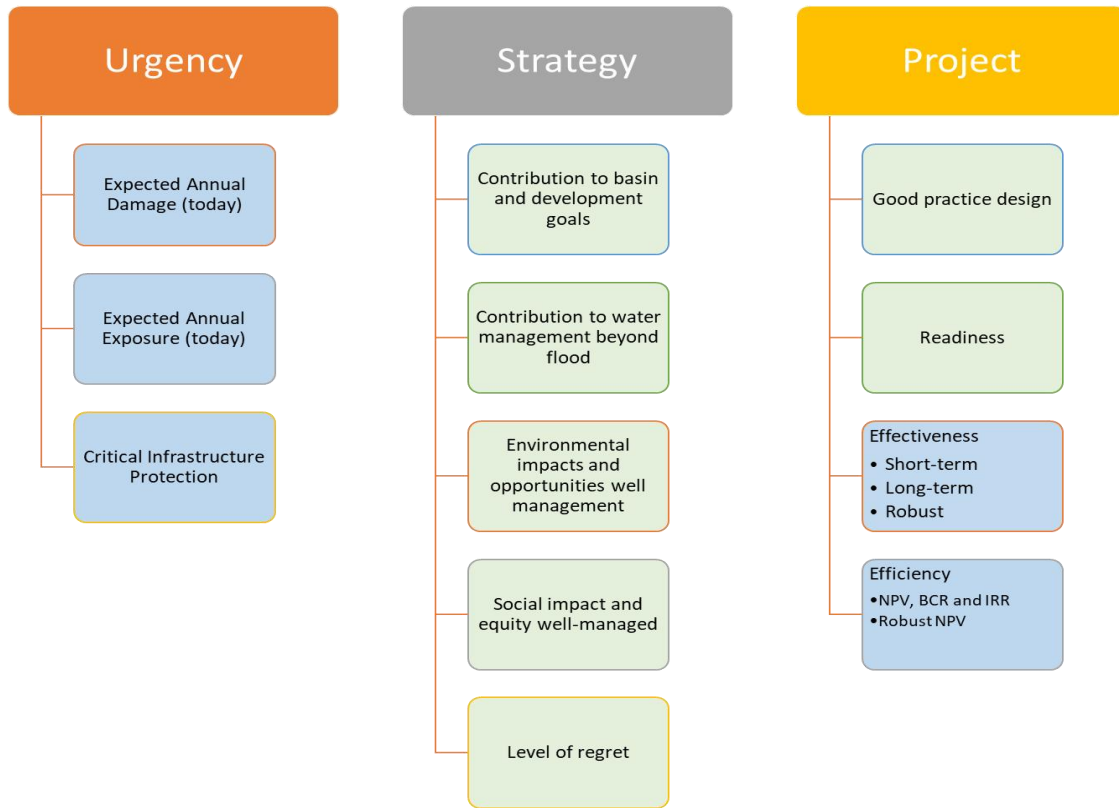 Urgency
Expected Annual
Damage (today)
Expected Annual
Exposure (today)
Critical Infrastructure
Protection
Strategy
Contribution to basin
and development
goals
Contribution to water
management beyond
flood
Environmental
impacts and
opportunities well
management
Social impact and
equity well-managed
Level of regret
Project
Good practice design
Readiness
Effectiveness
• Short-term
• Long-term
• Robust
Efficiency
•NPV, BCR and IRR
•Robust NPV